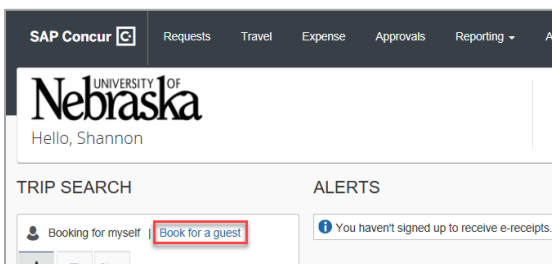 SAP Concur C Requests Travel Expense Approvals Reporting A
UNIVERSITY OF
Nebraska
Hello, Shannon
TRIP SEARCH
ALERTS
Booking for myself | Book for a guest
You haven't signed up to receive e-receipts.